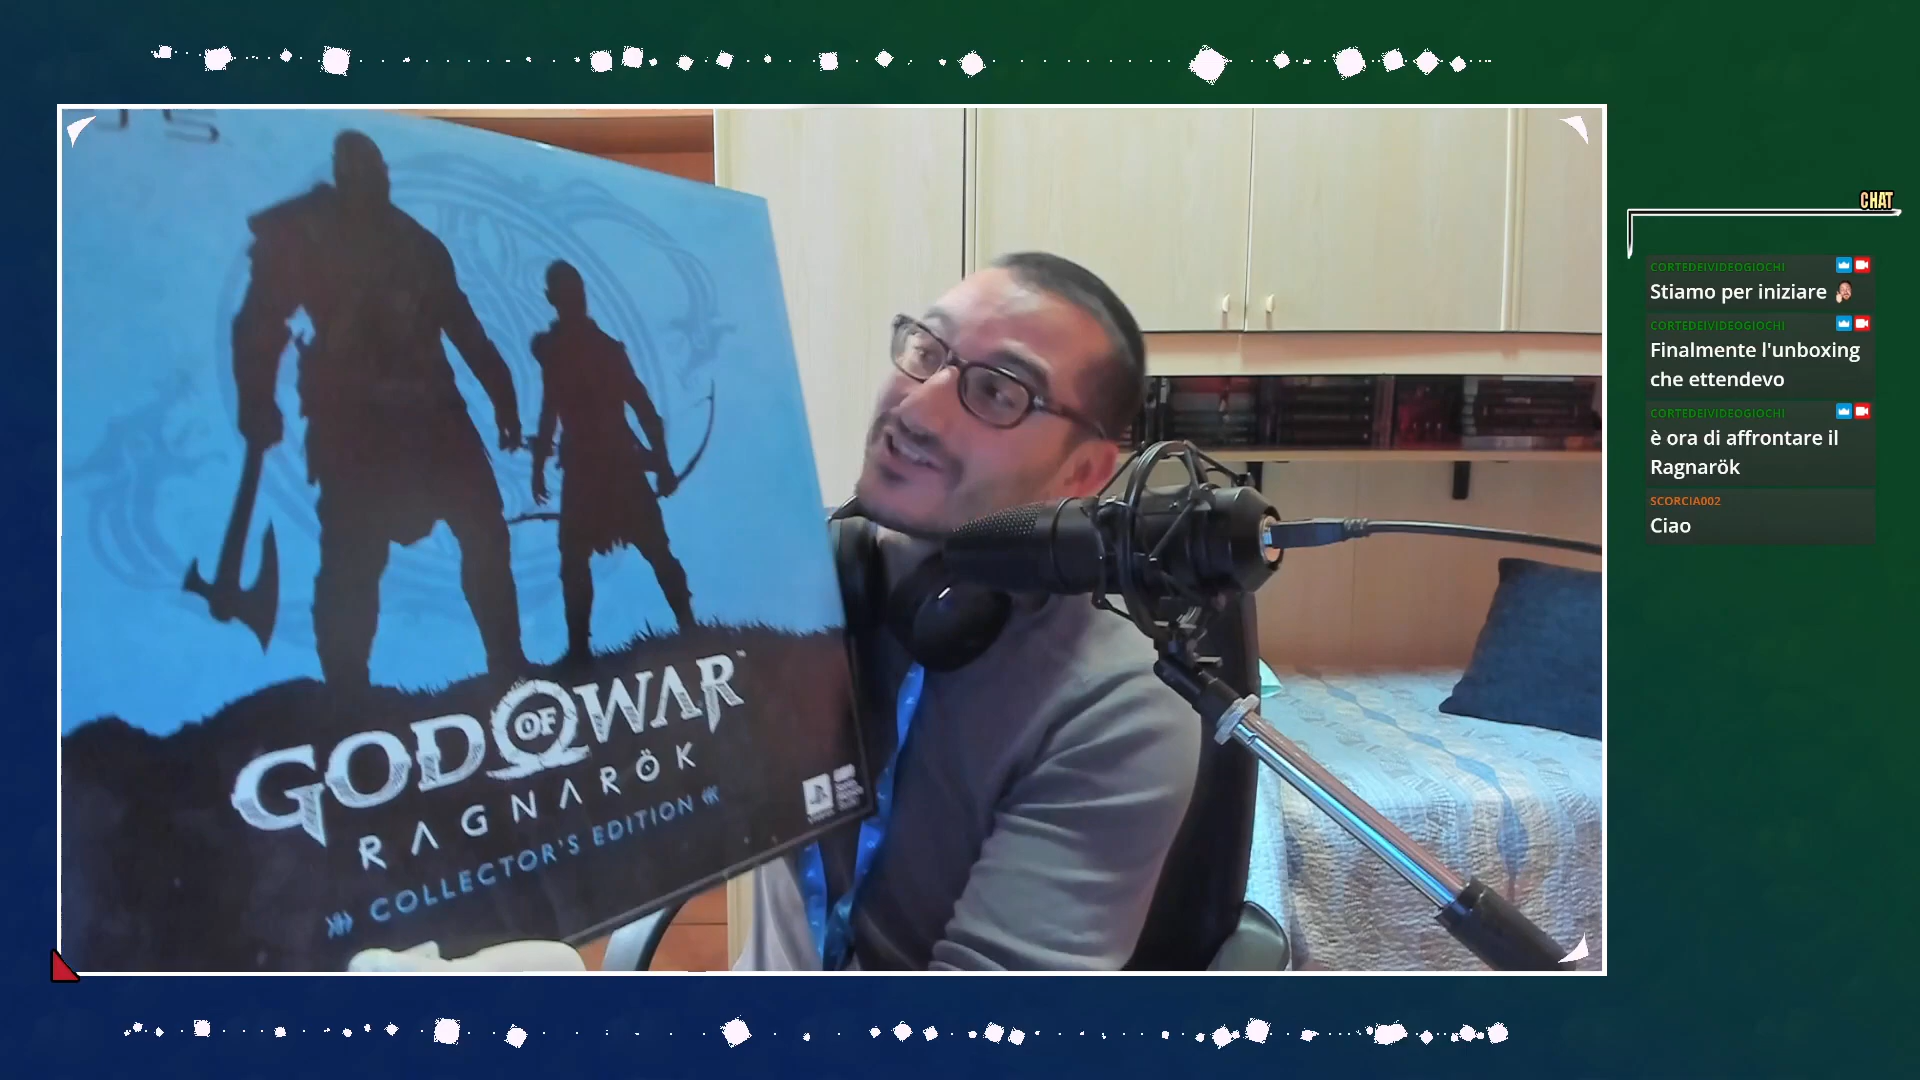 CHAT
CORTEDEIVIDEOGIOCHI
Stiamo per iniziare
CORTEDEIVIDEOGIOCHI
Finalmente l'unboxing
che ettendevo
CORTEDEIVIDEOGIOCHI
è ora di affrontare il
Ragnarök
SCORCIA002
Ciao
GOD OF WAR
RAGNARÖK
COLLECTOR'S EDITION